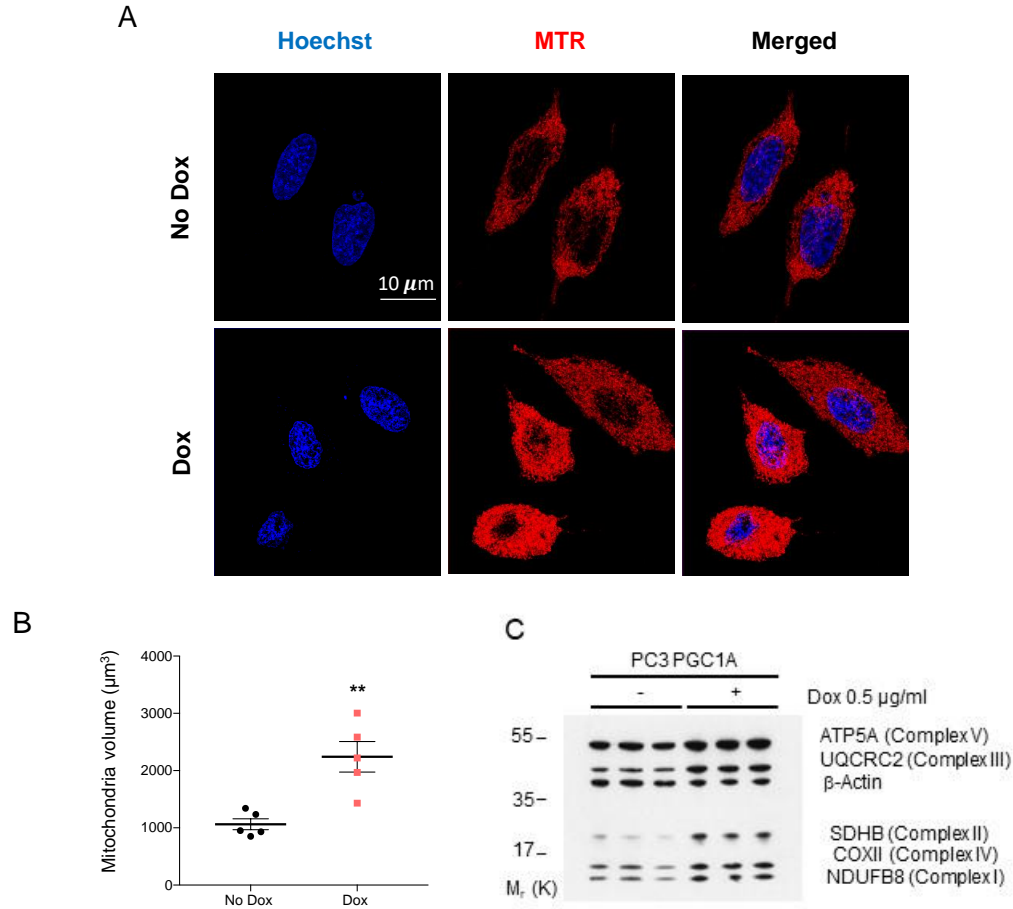 A
Hoechst MTR Merged
No Dox
10 µm
Dox
B
Mitochondria volume (µm³)
4000
3000
2000
1000
0
**
No Dox Dox
C
PC3 PGC1A
- + Dox 0.5 µg/ml
55 –
35–
17 –
Mr (K)
ATP5A (Complex V)
UQCRC2 (Complex III)
β-Actin
SDHB (Complex II)
COXII (Complex IV)
NDUFB8 (Complex I)